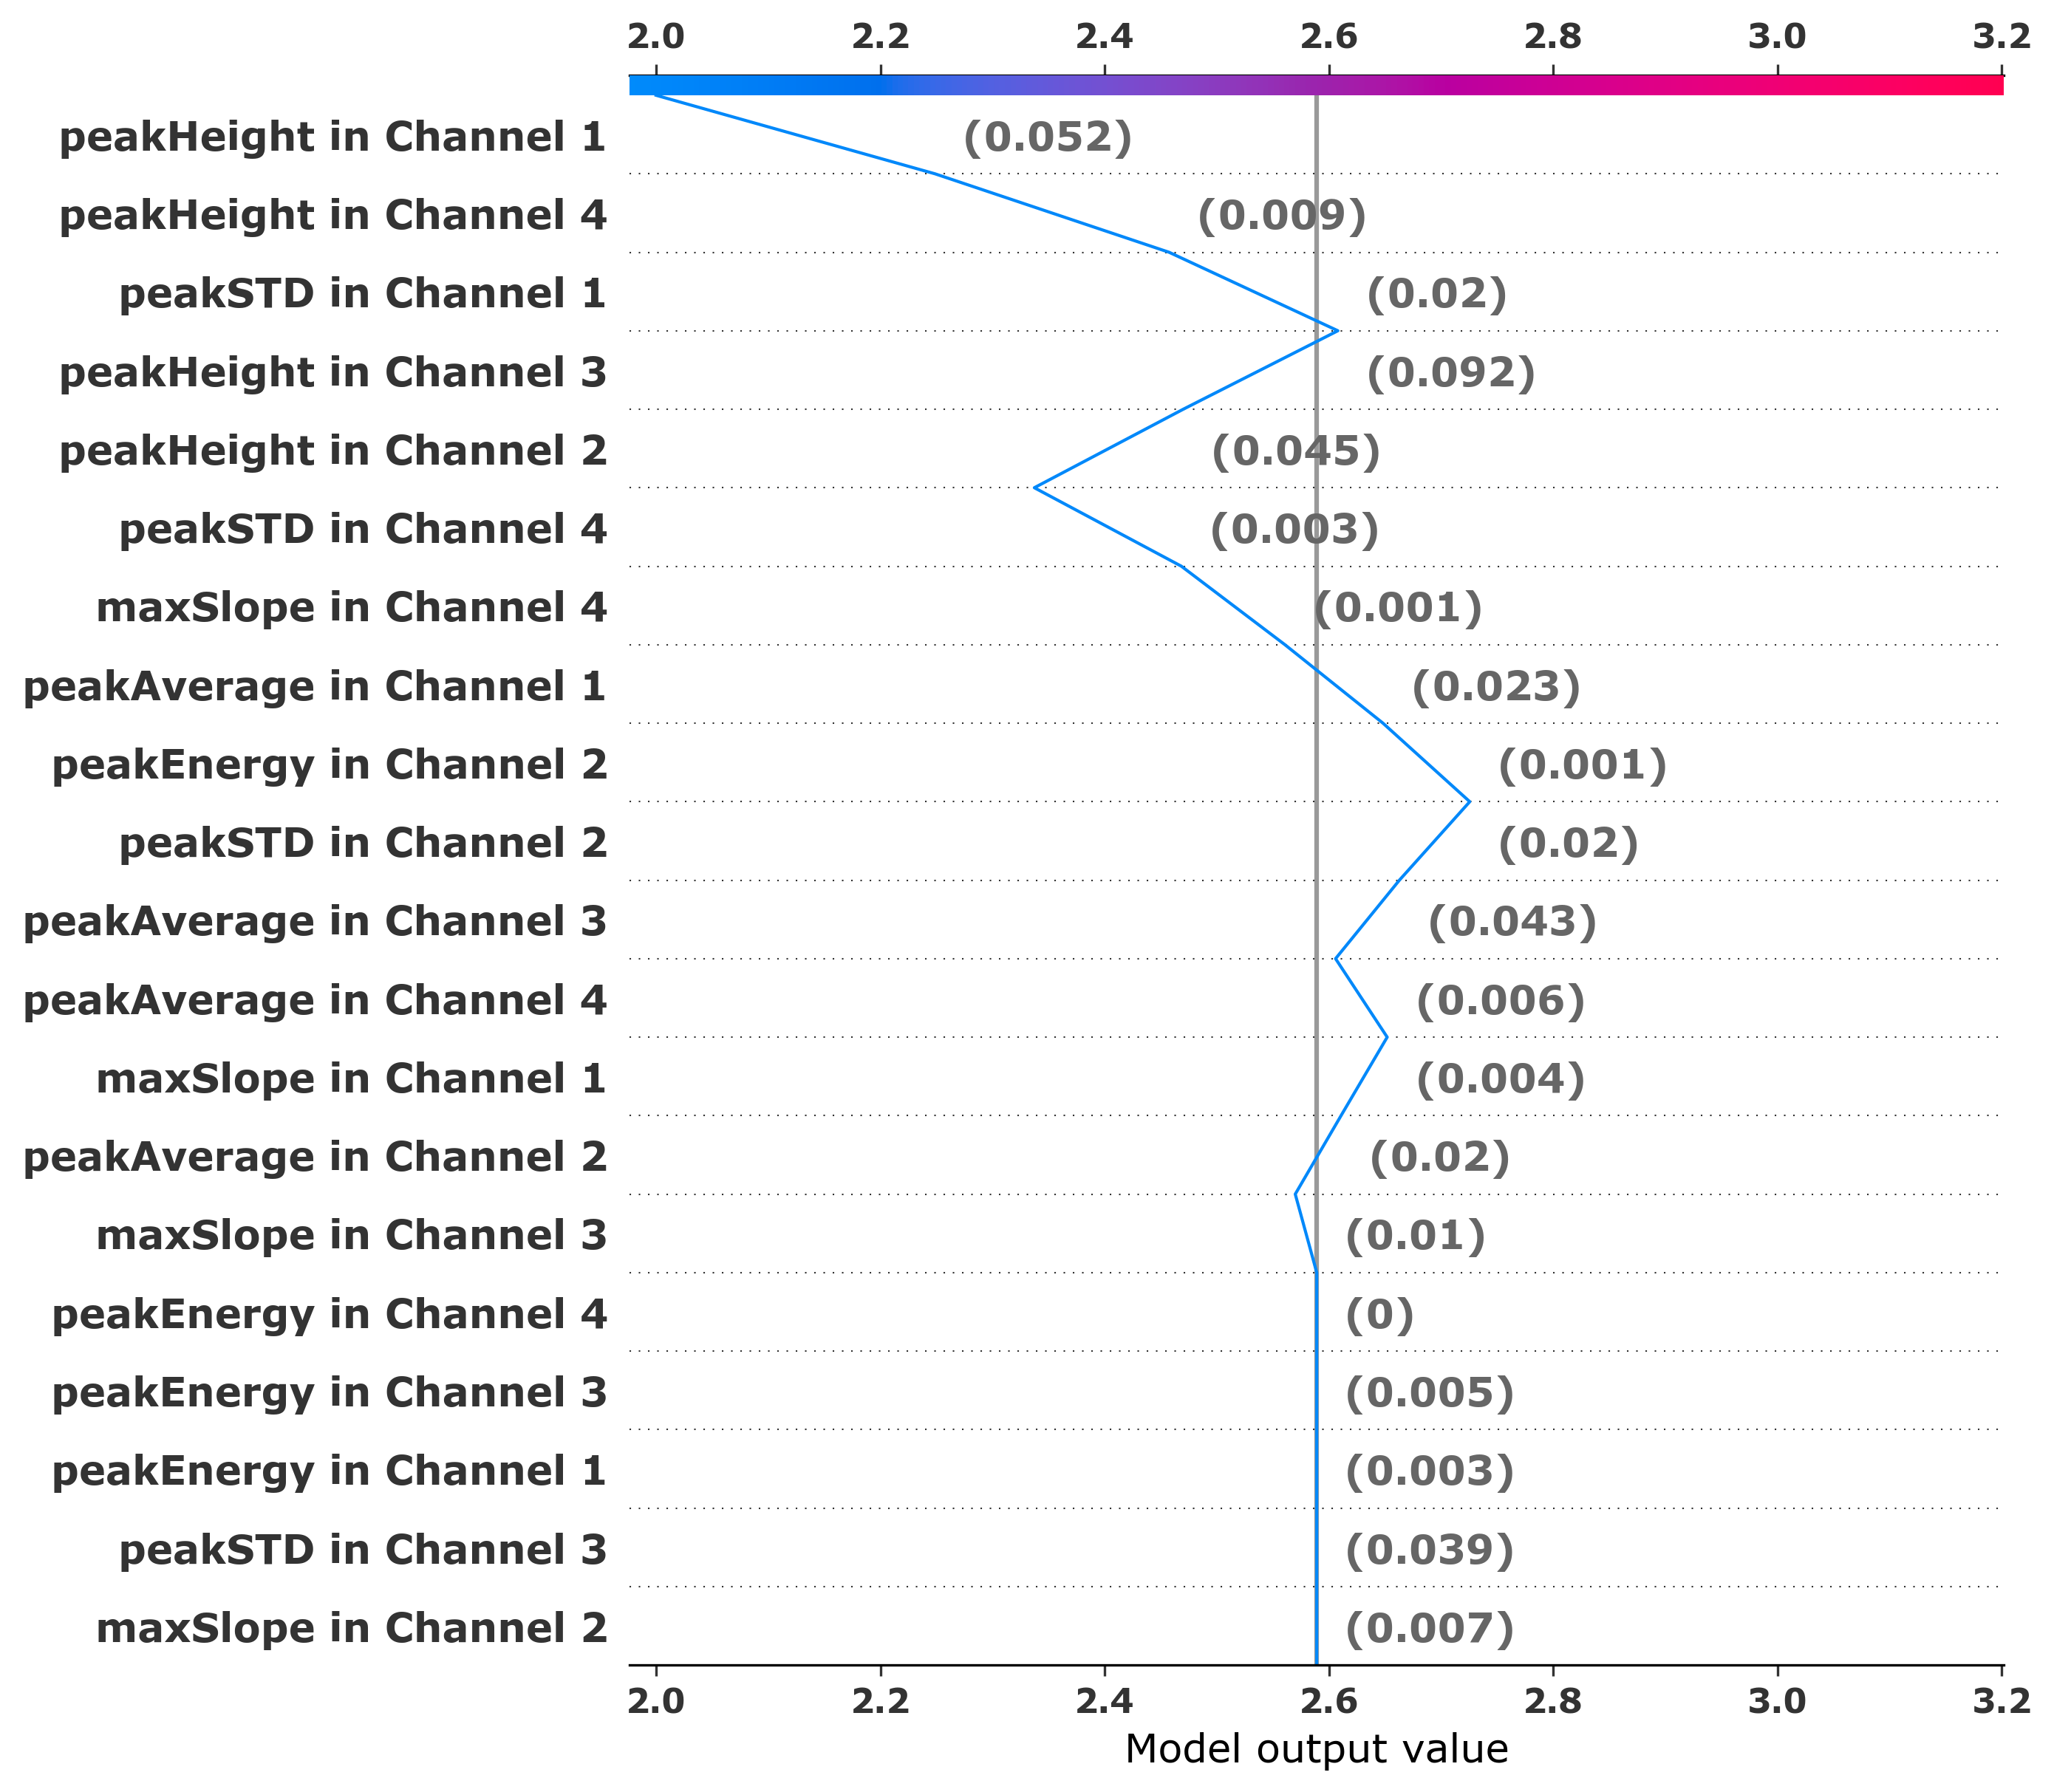 2.0 2.2 2.4 2.6 2.8 3.0 3.2
peakHeight in Channel 1 (0.052)
peakHeight in Channel 4 (0.009)
peakSTD in Channel 1 (0.02)
peakHeight in Channel 3 (0.092)
peakHeight in Channel 2 (0.045)
peakSTD in Channel 4 (0.003)
maxSlope in Channel 4 (0.001)
peakAverage in Channel 1 (0.023)
peakEnergy in Channel 2 (0.001)
peakSTD in Channel 2 (0.02)
peakAverage in Channel 3 (0.043)
peakAverage in Channel 4 (0.006)
maxSlope in Channel 1 (0.004)
peakAverage in Channel 2 (0.02)
maxSlope in Channel 3 (0.01)
peakEnergy in Channel 4 (0)
peakEnergy in Channel 3 (0.005)
peakEnergy in Channel 1 (0.003)
peakSTD in Channel 3 (0.039)
maxSlope in Channel 2 (0.007)
2.0 2.2 2.4 2.6 2.8 3.0 3.2
Model output value